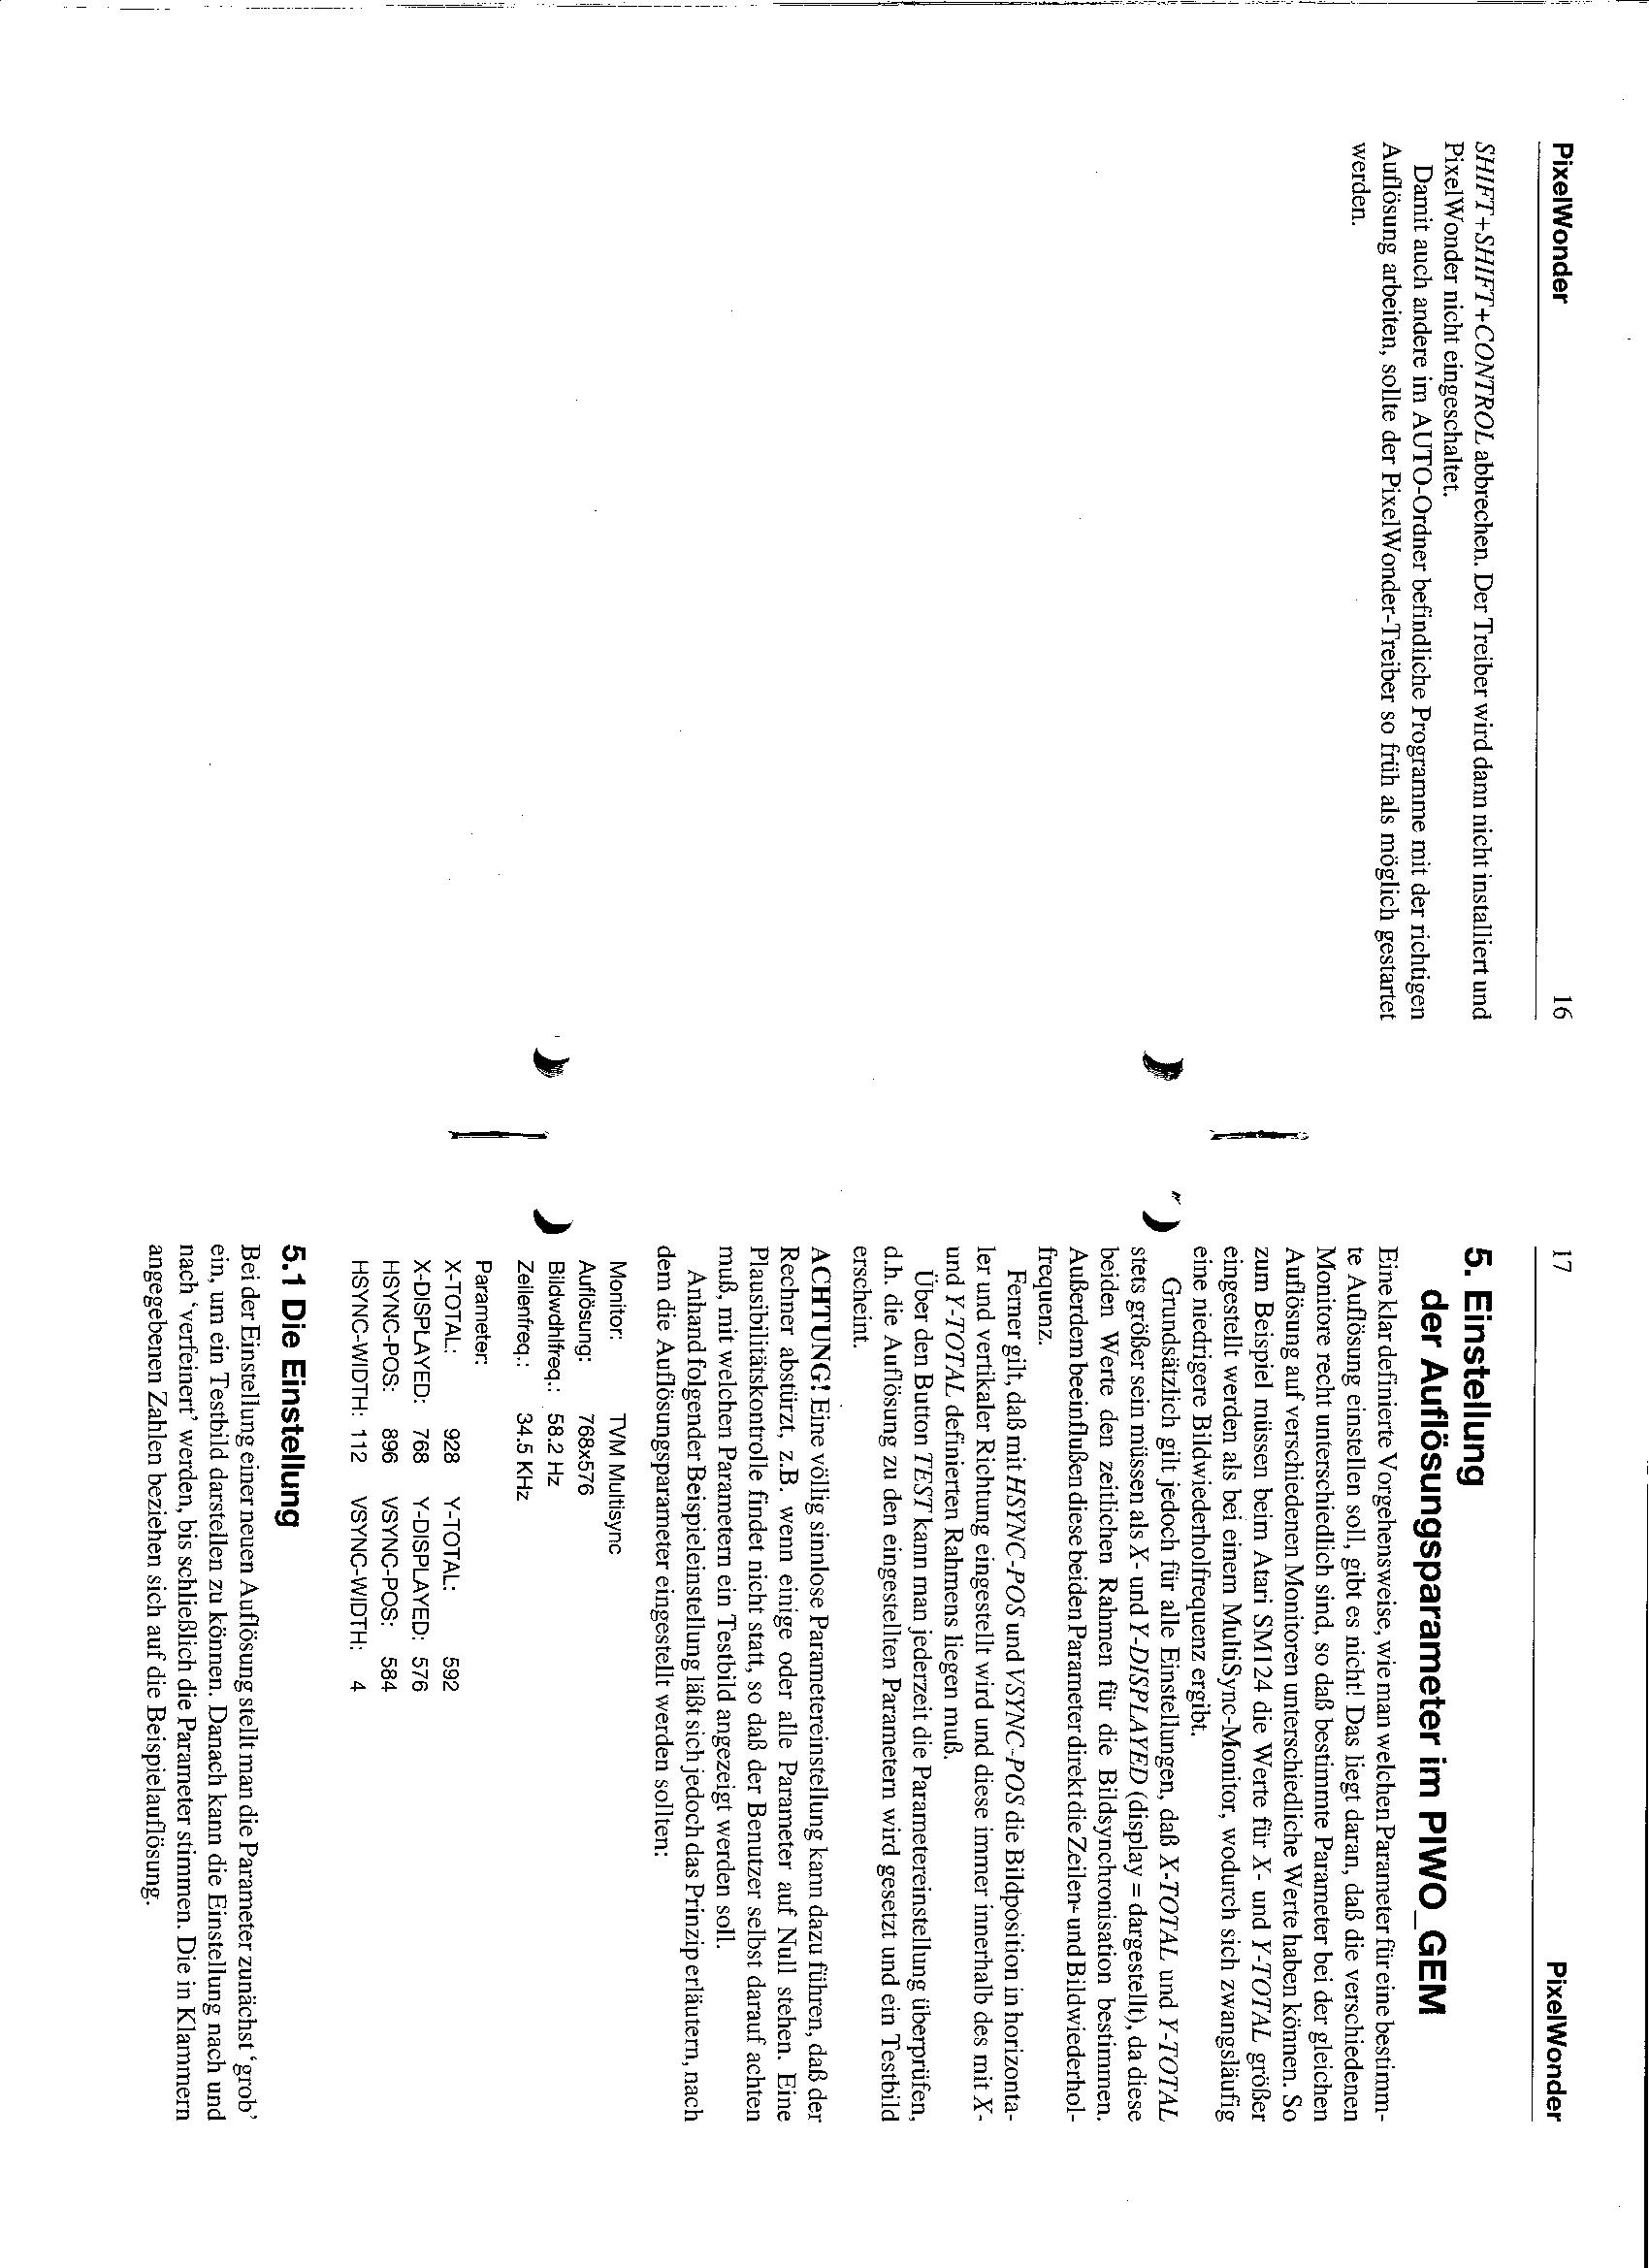 PixelWonder 16
SHIFT+SHIFT+CONTROL abbrechen. Der Treiber wird dann nicht installiert und
PixelWonder nicht eingeschaltet.
Damit auch andere im AUTO-Ordner befindliche Programme mit der richtigen
Auflösung arbeiten, sollte der PixelWonder-Treiber so früh als möglich gestartet
werden.
17 PixelWonder
5. Einstellung
der Auflösungsparameter im PIWO_GEM
Eine klar definierte Vorgehensweise, wie man welchen Parameter für eine bestimm-
te Auflösung einstellen soll, gibt es nicht! Das liegt daran, daß die verschiedenen
Monitore recht unterschiedlich sind, so daß bestimmte Parameter bei der gleichen
Auflösung auf verschiedenen Monitoren unterschiedliche Werte haben können. So
zum Beispiel müssen beim Atari SM124 die Werte für X- und Y-TOTAL größer
eingestellt werden als bei einem MultiSync-Monitor, wodurch sich zwangsläufig
eine niedrigere Bildwiederholfrequenz ergibt.
Grundsätzlich gilt jedoch für alle Einstellungen, daß X-TOTAL und Y-TOTAL
stets größer sein müssen als X- und Y-DISPLAYED (display = dargestellt), da diese
beiden Werte den zeitlichen Rahmen für die Bildsynchronisation bestimmen.
Außerdem beeinflußen diese beiden Parameter direkt die Zeilen- und Bildwiederhol-
frequenz.
Ferner gilt, daß mit HSYNC-POS und VSYNC-POS die Bildposition in horizonta-
ler und vertikaler Richtung eingestellt wird und diese immer innerhalb des mit X-
und Y-TOTAL definierten Rahmens liegen muß.
Über den Button TEST kann man jederzeit die Parametereinstellung überprüfen,
d.h. die Auflösung zu den eingestellten Parametern wird gesetzt und ein Testbild
erscheint.
ACHTUNG! Eine völlig sinnlose Parametereinstellung kann dazu führen, daß der
Rechner abstürzt, z.B. wenn einige oder alle Parameter auf Null stehen. Eine
Plausibilitätskontrolle findet nicht statt, so daß der Benutzer selbst darauf achten
muß, mit welchen Parametern ein Testbild angezeigt werden soll.
Anhand folgender Beispieleinstellung läßt sich jedoch das Prinzip erläutern, nach
dem die Auflösungsparameter eingestellt werden sollten:
Monitor: TVM Multisync
Auflösung: 768x576
Bildwdhlfreq.: 58.2 Hz
Zeilenfreq.: 34.5 KHz
Parameter:
X-TOTAL: 928 Y-TOTAL: 592
X-DISPLAYED: 768 Y-DISPLAYED: 576
HSYNC-POS: 896 VSYNC-POS: 584
HSYNC-WIDTH: 112 VSYNC-WIDTH: 4
5.1 Die Einstellung
Bei der Einstellung einer neuen Auflösung stellt man die Parameter zunächst ‘grob’
ein, um ein Testbild darstellen zu können. Danach kann die Einstellung nach und
nach ‘verfeinert’ werden, bis schließlich die Parameter stimmen. Die in Klammern
angegebenen Zahlen beziehen sich auf die Beispielauflösung.